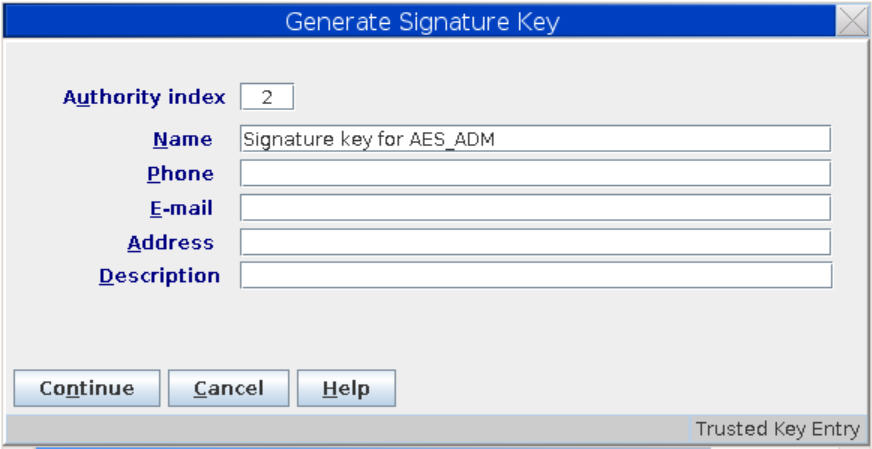 Generate Signature Key
Authority index 2
Name Signature key for AES_ADM
Phone
E-mail
Address
Description
Continue Cancel Help
Trusted Key Entry